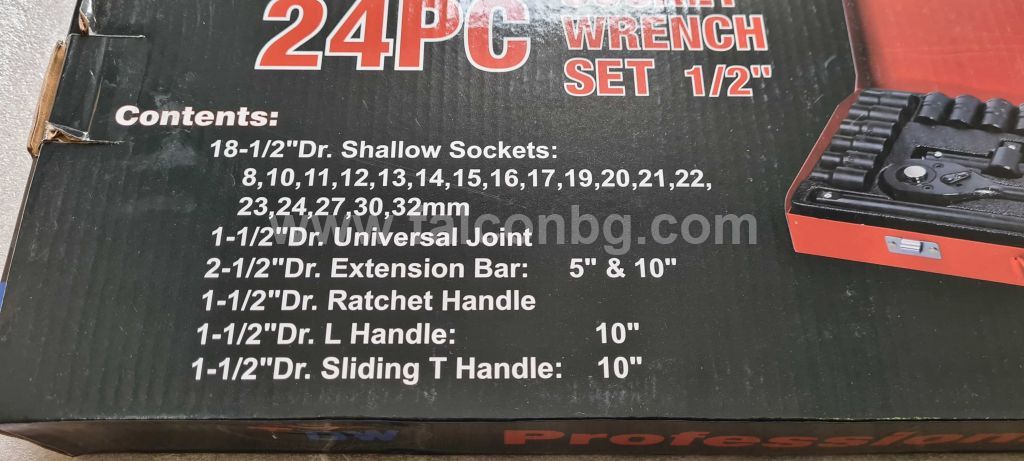 24PC
SOCKET
WRENCH
SET 1/2"
Contents:
18-1/2"Dr. Shallow Sockets:
8,10,11,12,13,14,15,16,17,19,20,21,22,
23,24,27,30,32mm
1-1/2"Dr. Universal Joint
2-1/2"Dr. Extension Bar: 5" & 10"
1-1/2"Dr. Ratchet Handle
1-1/2"Dr. L Handle: 10"
1-1/2"Dr. Sliding T Handle: 10"
www.falconbg.com
Professional